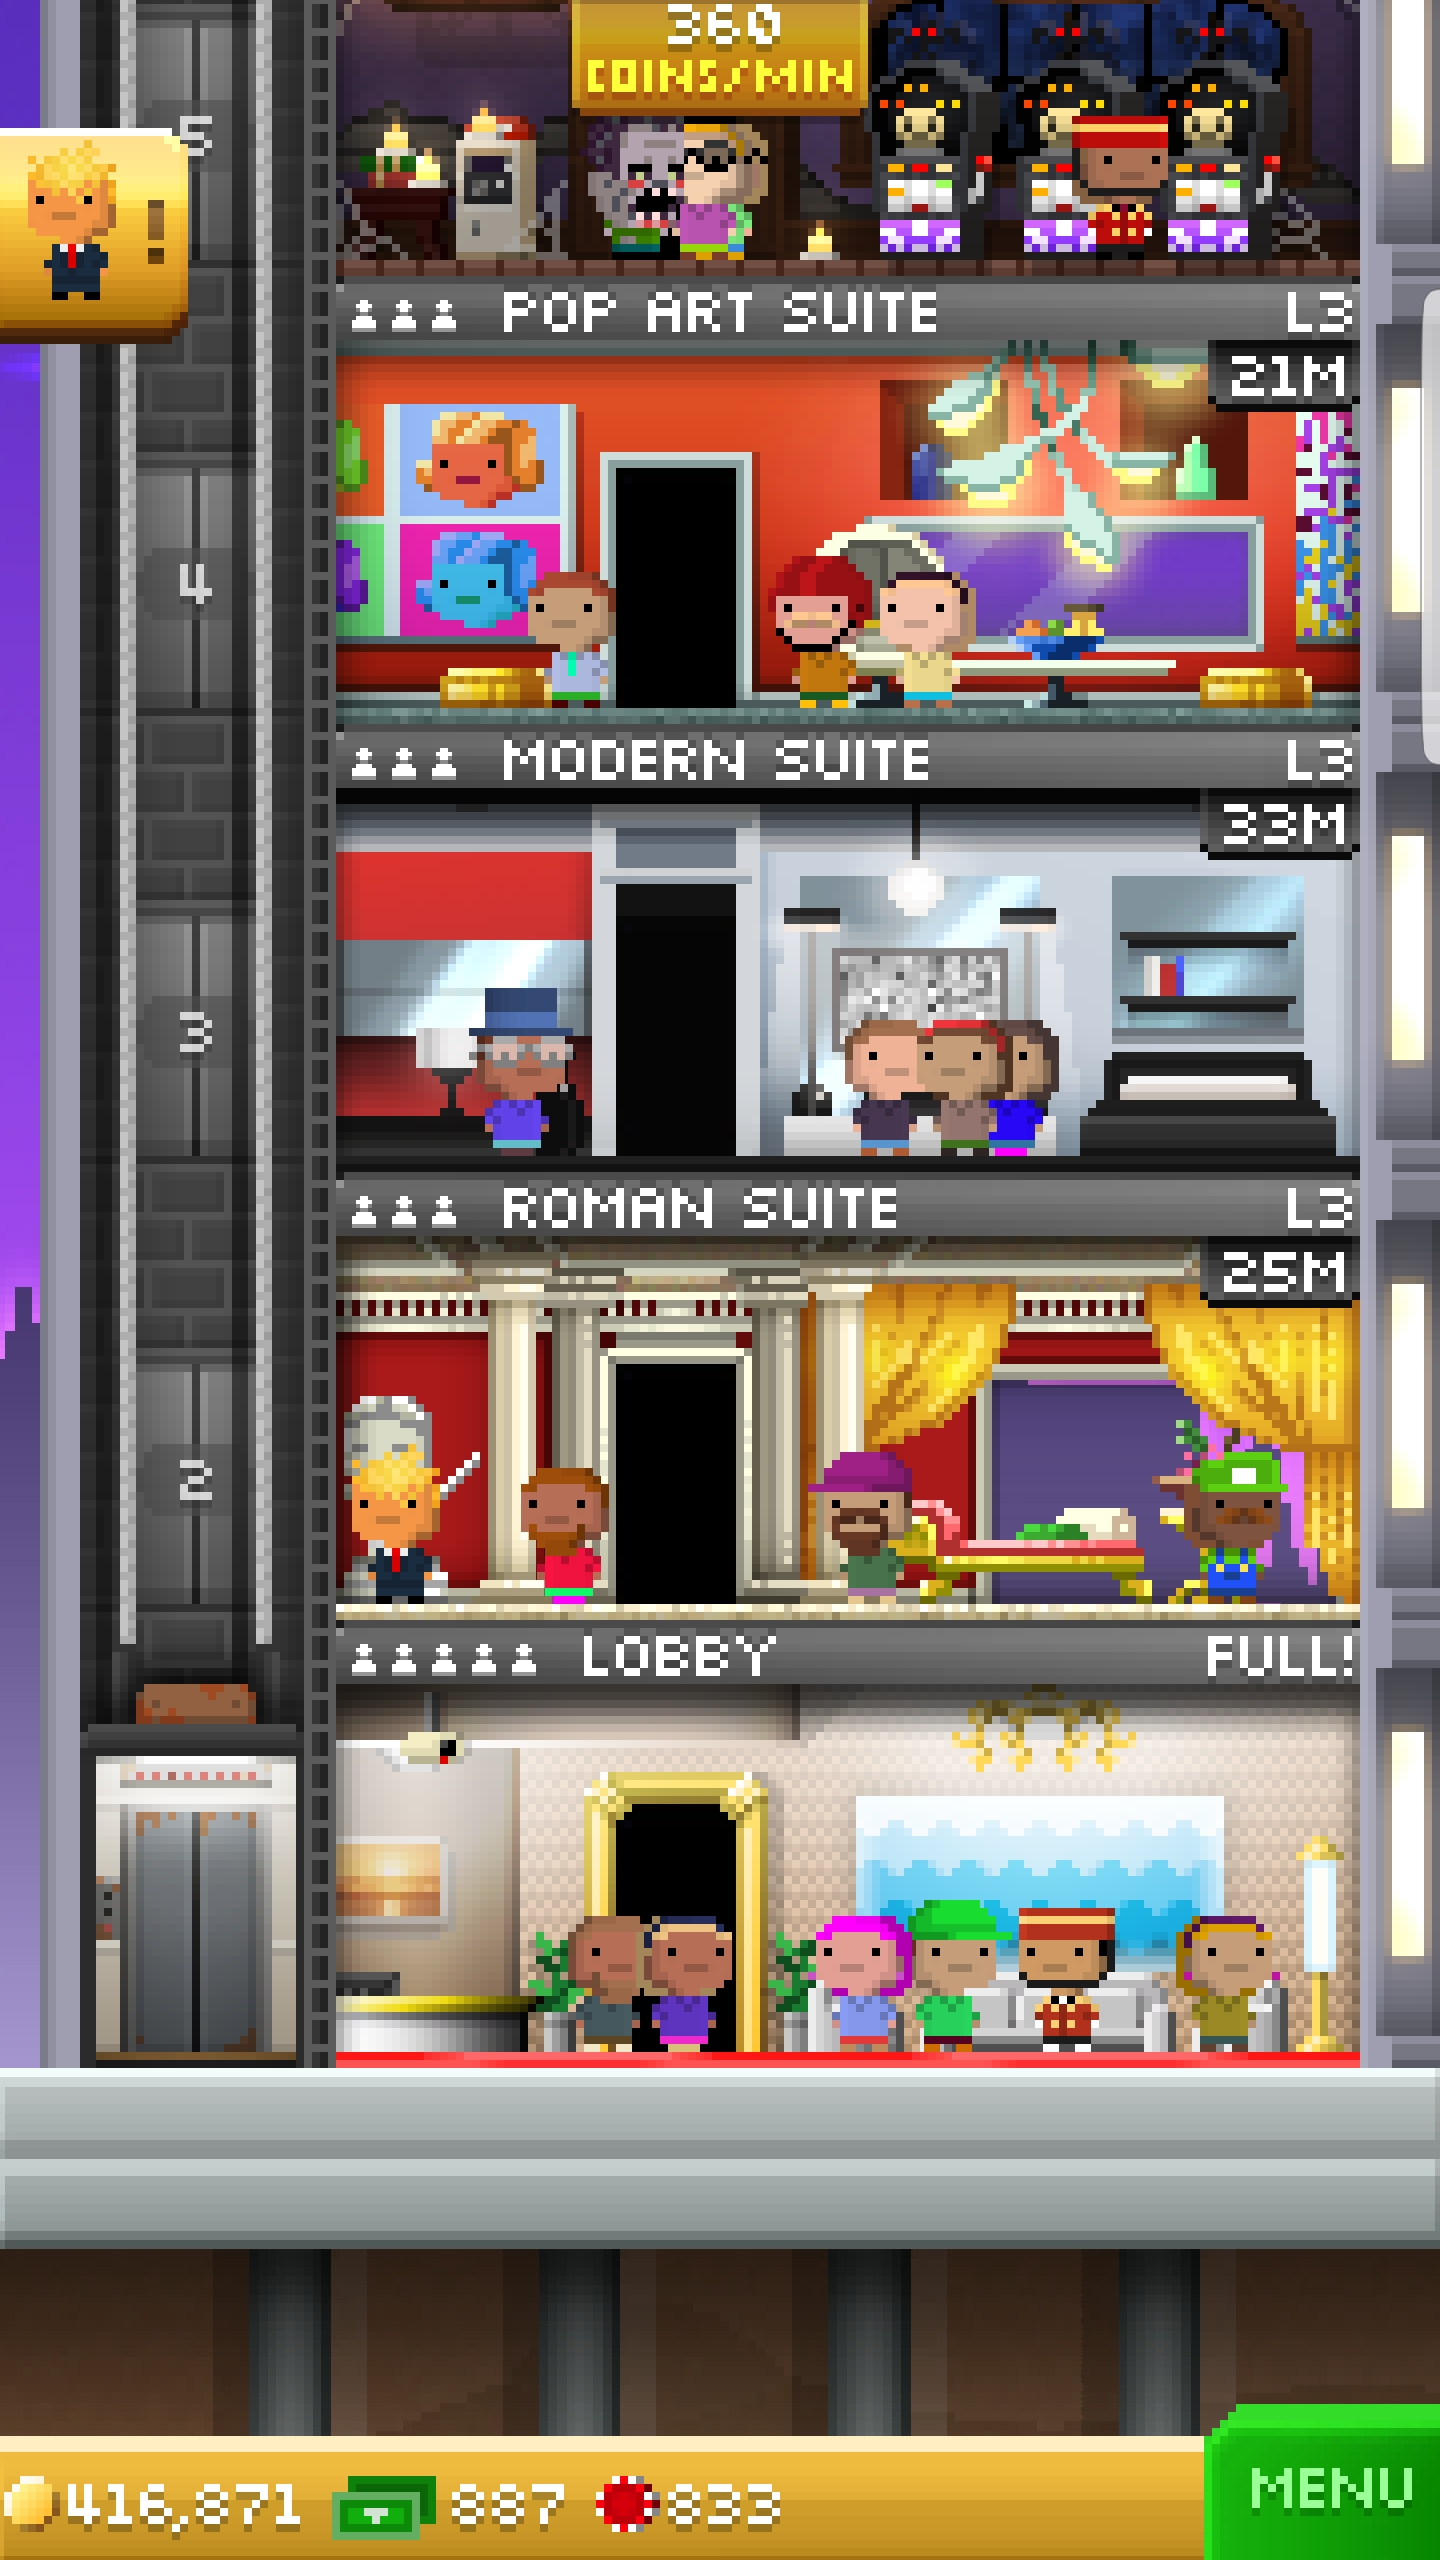 360
COINS/MIN
5
!
POP ART SUITE L3
21M
4
MODERN SUITE L3
33M
3
ROMAN SUITE L3
25M
2
LOBBY FULL!
416,871 887 833
MENU